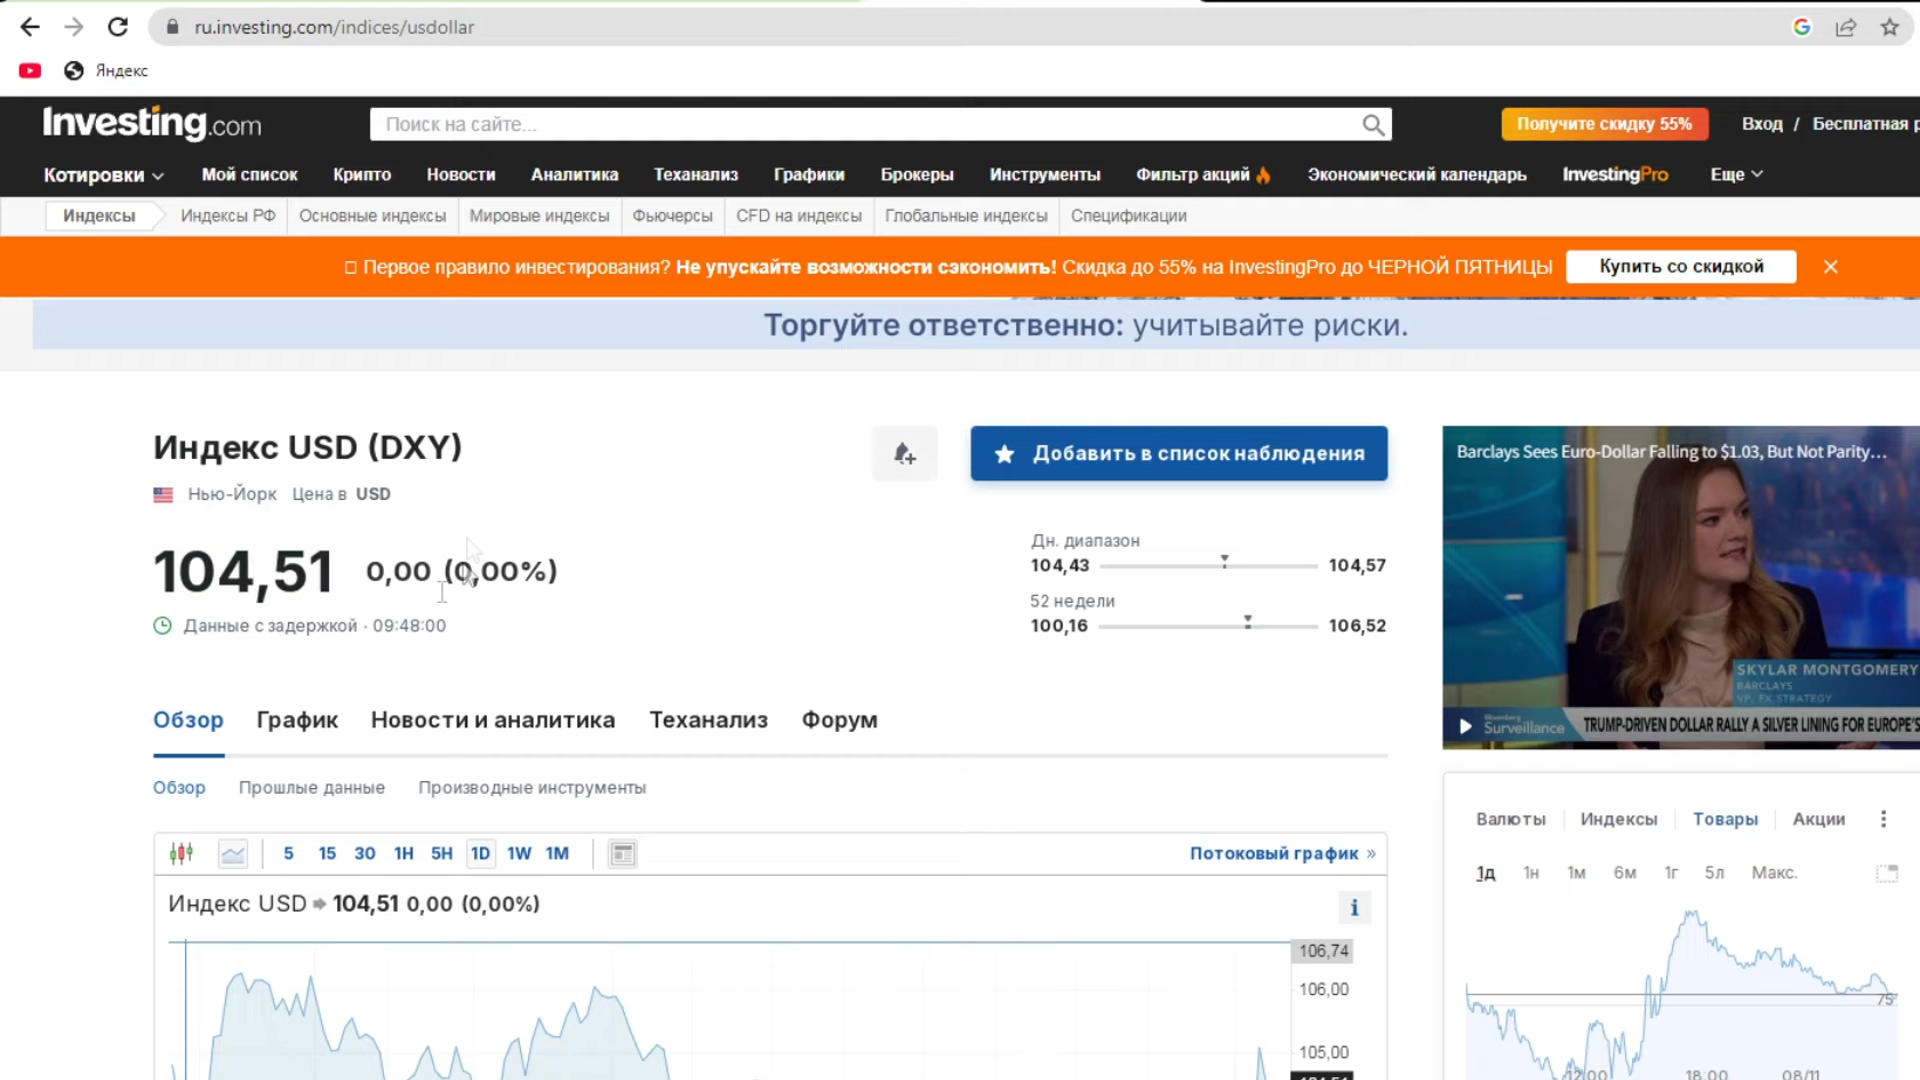 ru.investing.com/indices/usdollar
Яндекс
Investing.com
Поиск на сайте...
Получите скидку 55%
Вход / Бесплатная р
Котировки Мой список Крипто Новости Аналитика Теханализ Графики Брокеры Инструменты Фильтр акций Экономический календарь InvestingPro Еще
Индексы Индексы РФ Основные индексы Мировые индексы Фьючерсы CFD на индексы Глобальные индексы Спецификации
Первое правило инвестирования? Не упускайте возможности сэкономить! Скидка до 55% на InvestingPro до ЧЕРНОЙ ПЯТНИЦЫ
Купить со скидкой
Торгуйте ответственно: учитывайте риски.
Индекс USD (DXY)
Добавить в список наблюдения
Нью-Йорк Цена в USD
104,51 0,00 (0,00%)
Данные с задержкой · 09:48:00
Дн. диапазон
104,43 104,57
52 недели
100,16 106,52
Barclays Sees Euro-Dollar Falling to $1.03, But Not Parity...
SKYLAR MONTGOMERY
BARCLAYS
VP, FX STRATEGY
Bloomberg
Surveillance
TRUMP-DRIVEN DOLLAR RALLY A SILVER LINING FOR EUROPE'S
Обзор График Новости и аналитика Теханализ Форум
Обзор Прошлые данные Производные инструменты
5 15 30 1H 5H 1D 1W 1M
Потоковый график »
Индекс USD 104,51 0,00 (0,00%)
i
106,74
106,00
105,00
Валюты Индексы Товары Акции
1д 1н 1м 6м 1г 5л Макс.
75
12:00 18:00 08/11